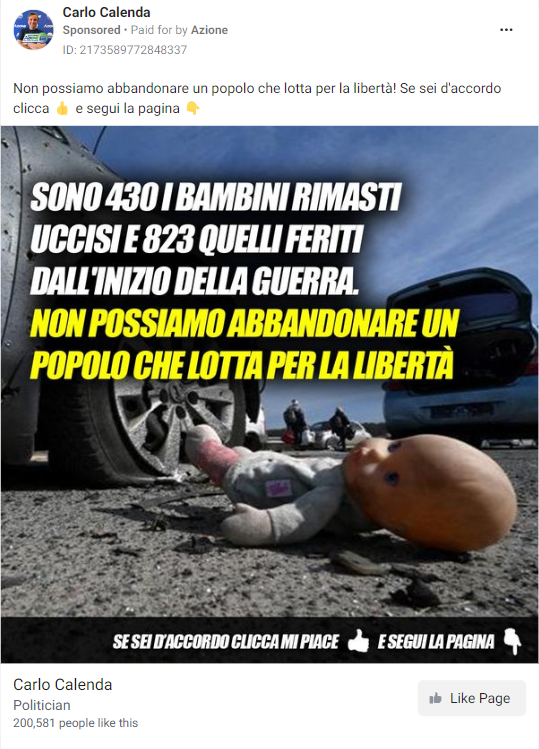 Carlo Calenda
Sponsored • Paid for by Azione
ID: 2173589772848337
Non possiamo abbandonare un popolo che lotta per la libertà! Se sei d'accordo
clicca 👍 e segui la pagina 👇
SONO 430 I BAMBINI RIMASTI
UCCISI E 823 QUELLI FERITI
DALL'INIZIO DELLA GUERRA.
NON POSSIAMO ABBANDONARE UN
POPOLO CHE LOTTA PER LA LIBERTÀ
SE SEI D'ACCORDO CLICCA MI PIACE 👍 E SEGUI LA PAGINA 👇
Carlo Calenda
Politician
200,581 people like this
Like Page